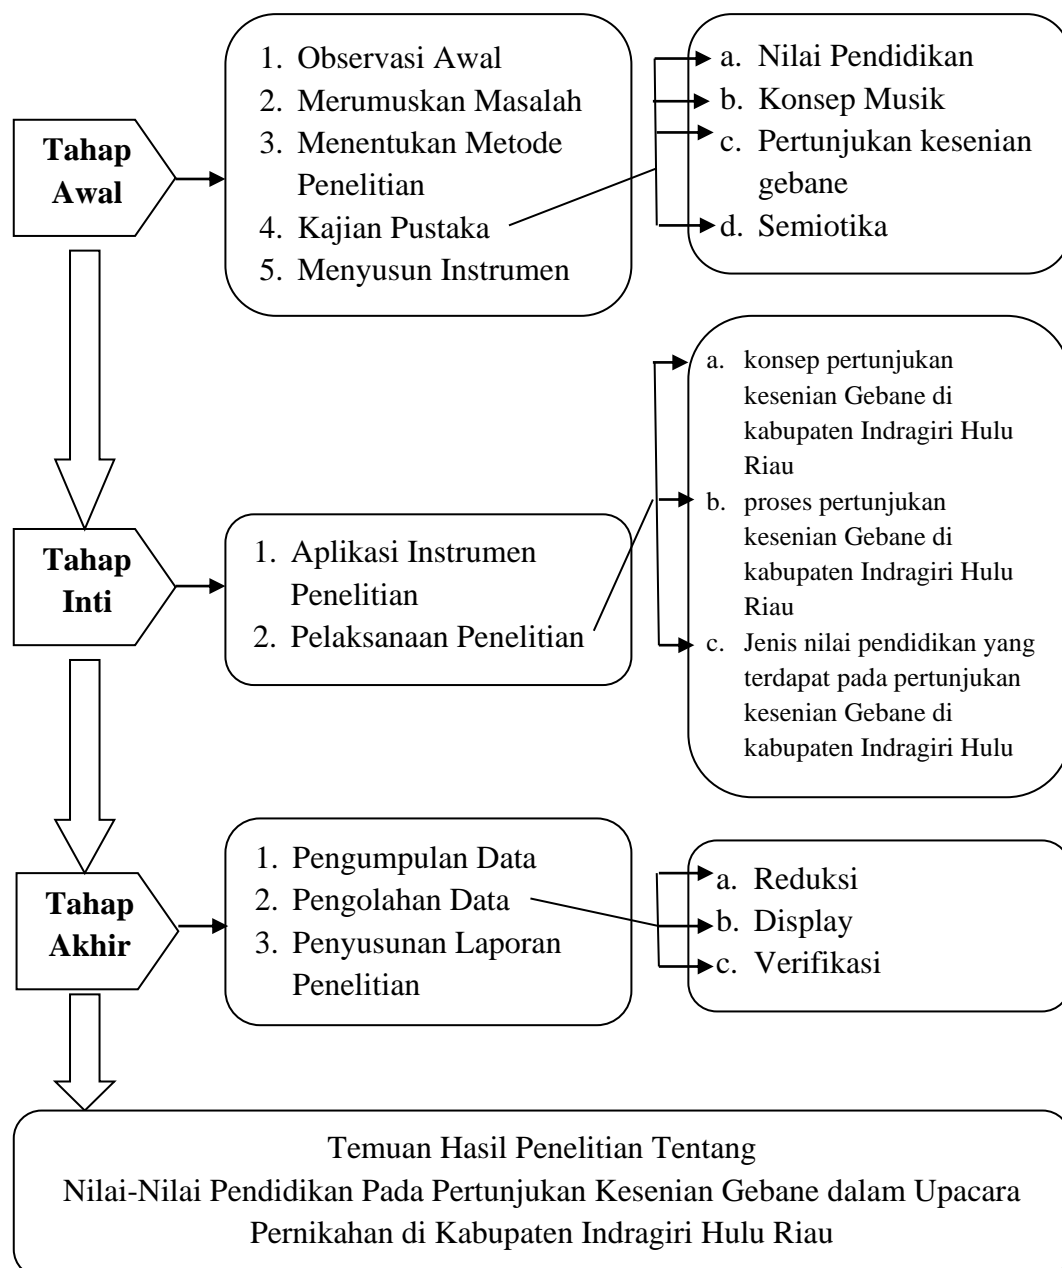 Tahap
Awal
1. Observasi Awal
2. Merumuskan Masalah
3. Menentukan Metode
Penelitian
4. Kajian Pustaka
5. Menyusun Instrumen
a. Nilai Pendidikan
b. Konsep Musik
c. Pertunjukan kesenian
gebane
d. Semiotika
Tahap
Inti
1. Aplikasi Instrumen
Penelitian
2. Pelaksanaan Penelitian
a. konsep pertunjukan
kesenian Gebane di
kabupaten Indragiri Hulu
Riau
b. proses pertunjukan
kesenian Gebane di
kabupaten Indragiri Hulu
Riau
c. Jenis nilai pendidikan yang
terdapat pada pertunjukan
kesenian Gebane di
kabupaten Indragiri Hulu
Tahap
Akhir
1. Pengumpulan Data
2. Pengolahan Data
3. Penyusunan Laporan
Penelitian
a. Reduksi
b. Display
c. Verifikasi
Temuan Hasil Penelitian Tentang
Nilai-Nilai Pendidikan Pada Pertunjukan Kesenian Gebane dalam Upacara
Pernikahan di Kabupaten Indragiri Hulu Riau